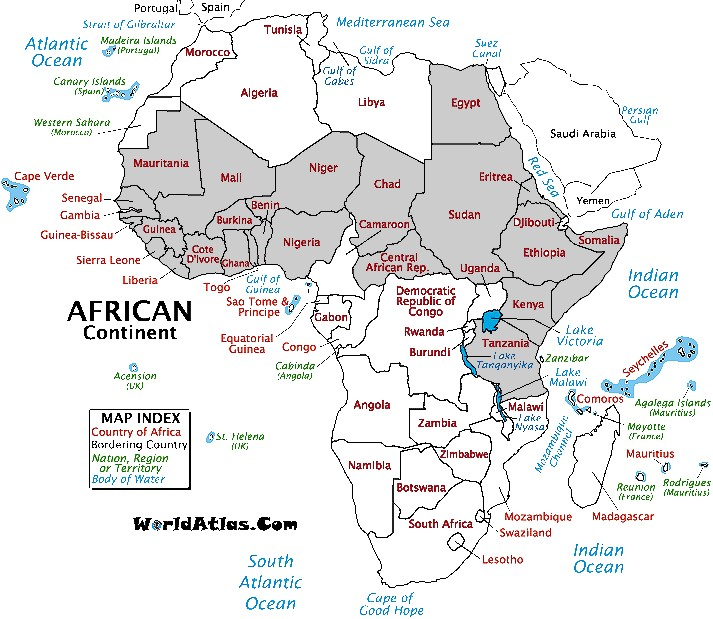 Portugal
Spain
Strait of Gibraltar
Mediterranean Sea
Atlantic
Ocean
Madeira Islands
(Portugal)
Tunisia
Morocco
Gulf of
Sidra
Suez
Canal
Gulf of
Gabes
Canary Islands
(Spain)
Algeria
Libya
Egypt
Persian
Gulf
Western Sahara
(Morocco)
Saudi Arabia
Mauritania
Mali
Niger
Chad
Eritrea
Red Sea
Cape Verde
Yemen
Senegal
Gambia
Guinea-Bissau
Guinea
Burkina
Benin
Sudan
Djibouti
Gulf of Aden
Camaroon
Nigeria
Somalia
Sierra Leone
Cote
D'Ivore
Ghana
Central
African Rep.
Ethiopia
Liberia
Togo
Uganda
Indian
Ocean
Gulf of
Guinea
Democratic
Republic of
Congo
Kenya
Sao Tome &
Principe
AFRICAN
Continent
Gabon
Rwanda
Lake
Victoria
Equatorial
Guinea
Congo
Burundi
Tanzania
Lake
Tanganyika
Zanzibar
Seychelles
Cabinda
(Angola)
Ascension
(UK)
Lake
Malawi
Agalega Islands
(Mauritius)
Comoros
Angola
Malawi
MAP INDEX
Country of Africa
Bordering Country
Nation, Region
or Territory
Body of Water
Zambia
Lake
Nyasa
Mayotte
(France)
St. Helena
(UK)
Mozambique
Channel
Zimbabwe
Mauritius
Namibia
Botswana
Reunion
(France)
Rodrigues
(Mauritius)
WorldAtlas.Com
South Africa
Mozambique
Swaziland
Madagascar
Lesotho
South
Atlantic
Ocean
Indian
Ocean
Cape of
Good Hope